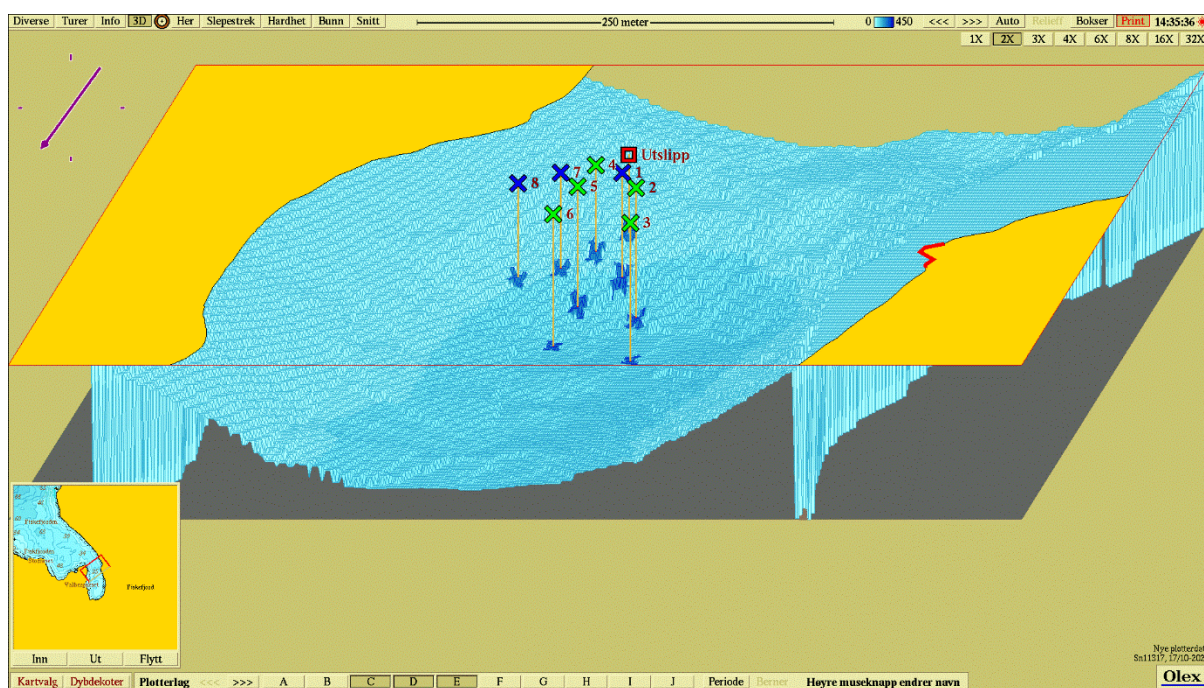 Diverse Turer Info 3D Her Slepestrek Hardhet Bunn Snitt 250 meter 0 450 <<< >>> Auto Relieff Bokser Print 14:35:36
1X 2X 3X 4X 6X 8X 16X 32X
Utslipp
4
7
1
8
5
2
6
3
Inn Ut Flytt
Nye plotterdat
Sn11317, 17/10-202
Kartvalg Dybdekoter Plotterlag <<< >>> A B C D E F G H I J Periode Berner Høyre museknapp endrer navn Olex